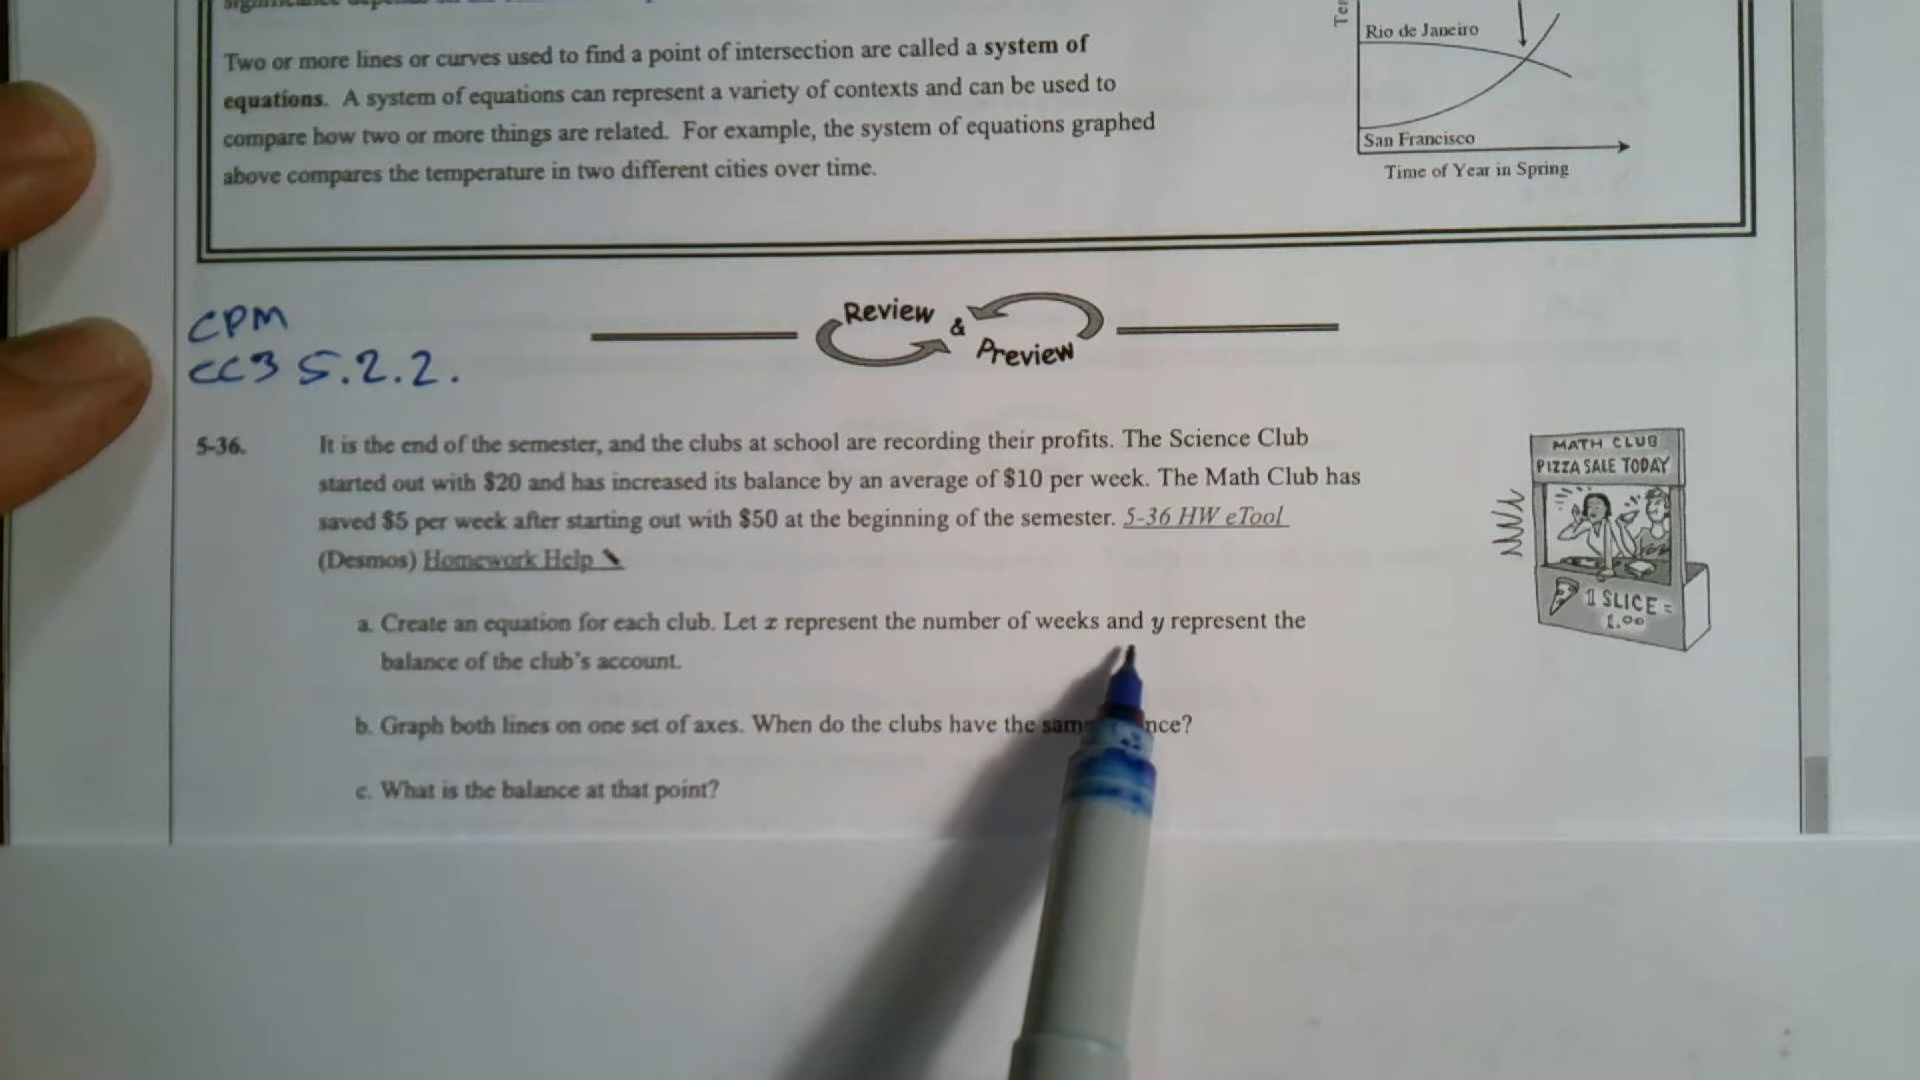 Two or more lines or curves used to find a point of intersection are called a system of
equations. A system of equations can represent a variety of contexts and can be used to
compare how two or more things are related. For example, the system of equations graphed
above compares the temperature in two different cities over time.
Rio de Janeiro
San Francisco
Time of Year in Spring
CPM
CC3 5.2.2.
Review
&
Preview
5-36. It is the end of the semester, and the clubs at school are recording their profits. The Science Club
started out with $20 and has increased its balance by an average of $10 per week. The Math Club has
saved $5 per week after starting out with $50 at the beginning of the semester. 5-36 HW eTool
(Desmos) Homework Help
MATH CLUB
PIZZA SALE TODAY
1 SLICE =
1.00
a. Create an equation for each club. Let x represent the number of weeks and y represent the
balance of the club's account.
b. Graph both lines on one set of axes. When do the clubs have the same
c. What is the balance at that point?